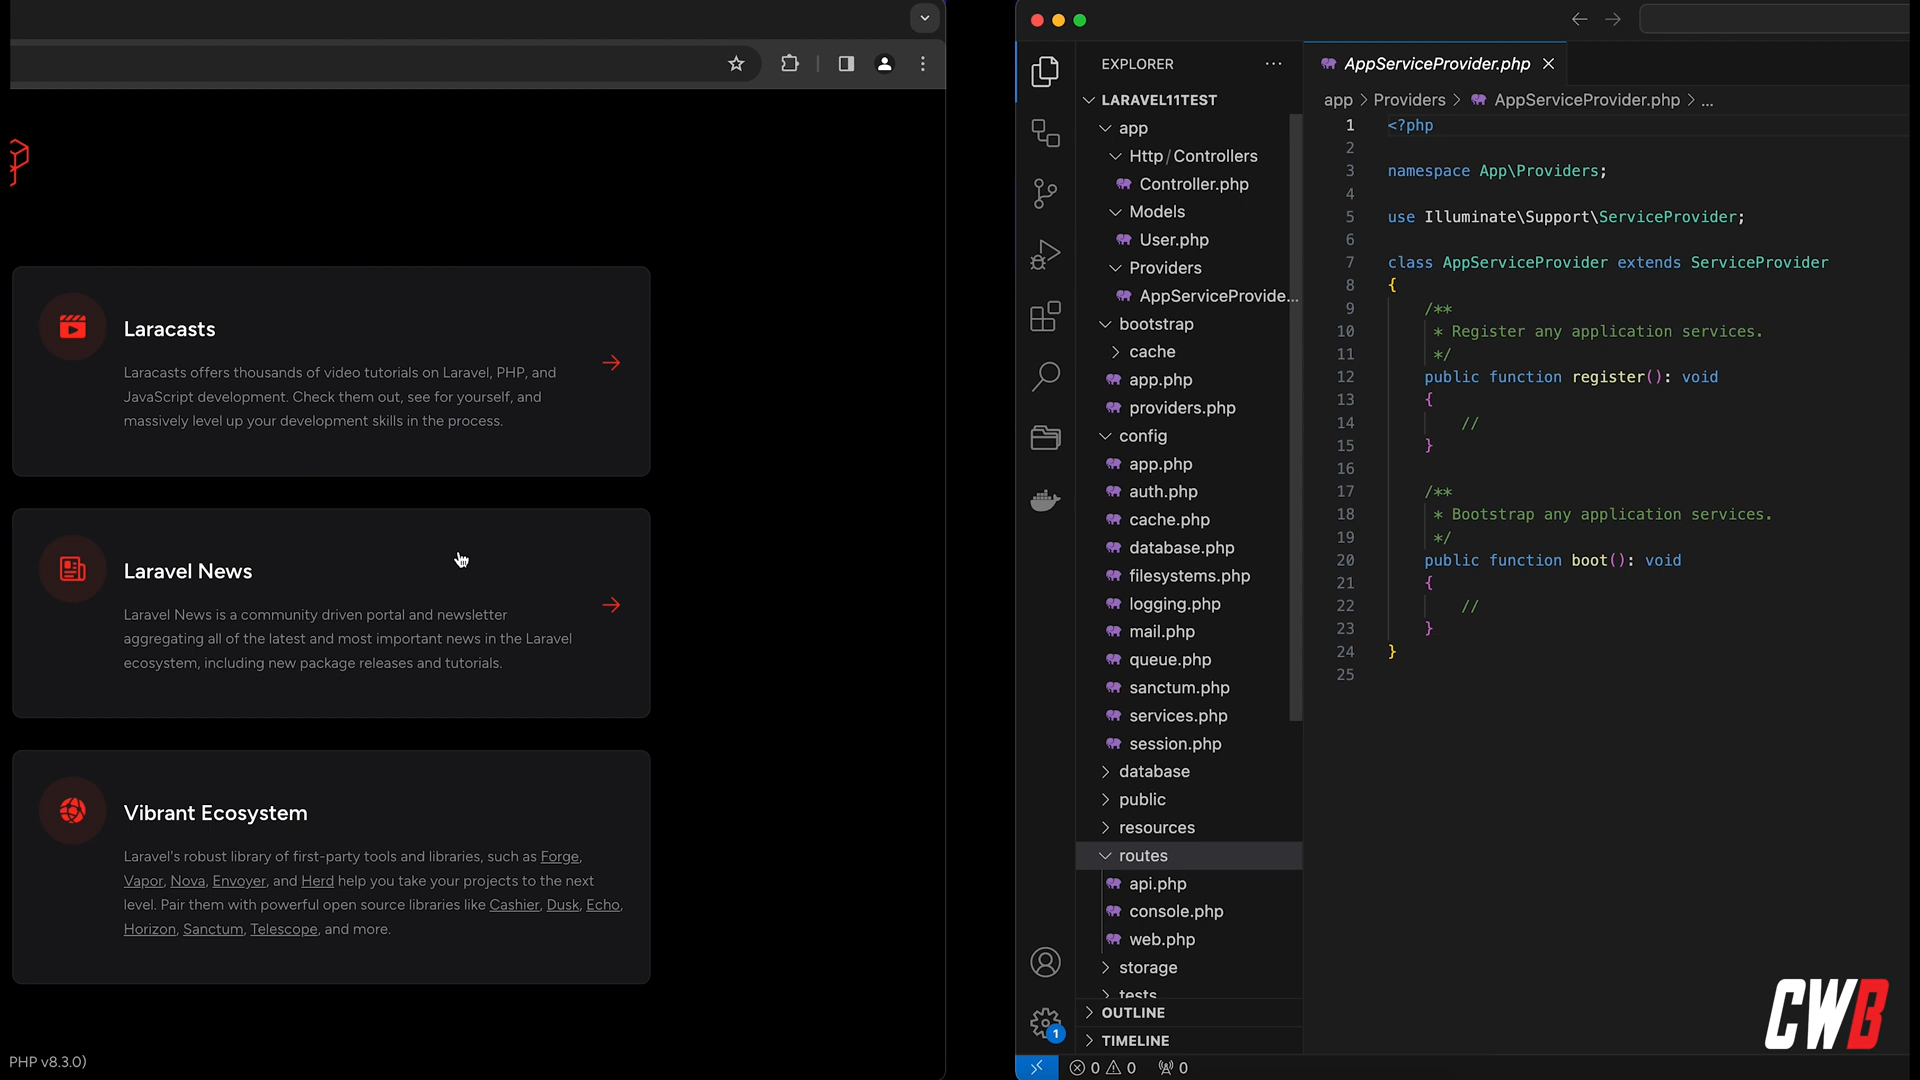 Laracasts
Laracasts offers thousands of video tutorials on Laravel, PHP, and
JavaScript development. Check them out, see for yourself, and
massively level up your development skills in the process.
Laravel News
Laravel News is a community driven portal and newsletter
aggregating all of the latest and most important news in the Laravel
ecosystem, including new package releases and tutorials.
Vibrant Ecosystem
Laravel's robust library of first-party tools and libraries, such as Forge,
Vapor, Nova, Envoyer, and Herd help you take your projects to the next
level. Pair them with powerful open source libraries like Cashier, Dusk, Echo,
Horizon, Sanctum, Telescope, and more.
PHP v8.3.0)
EXPLORER
LARAVEL11TEST
app
Http/Controllers
Controller.php
Models
User.php
Providers
AppServiceProvide...
bootstrap
cache
app.php
providers.php
config
app.php
auth.php
cache.php
database.php
filesystems.php
logging.php
mail.php
queue.php
sanctum.php
services.php
session.php
database
public
resources
routes
api.php
console.php
web.php
storage
tests
OUTLINE
TIMELINE
1
0 0 0
AppServiceProvider.php
app > Providers > AppServiceProvider.php > ...
1 <?php
2
3 namespace App\Providers;
4
5 use Illuminate\Support\ServiceProvider;
6
7 class AppServiceProvider extends ServiceProvider
8 {
9 /**
10 * Register any application services.
11 */
12 public function register(): void
13 {
14 //
15 }
16
17 /**
18 * Bootstrap any application services.
19 */
20 public function boot(): void
21 {
22 //
23 }
24 }
25
CWB